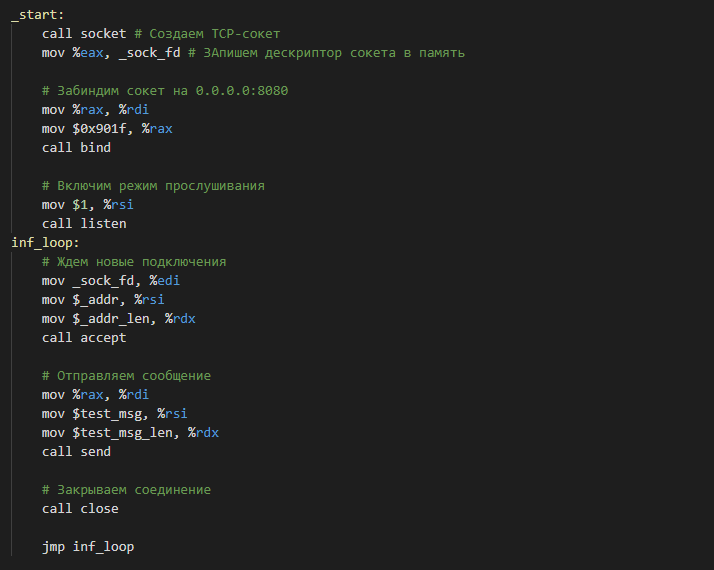 _start:
call socket # Создаем TCP-сокет
mov %eax, _sock_fd # ЗАпишем дескриптор сокета в память
# Забиндим сокет на 0.0.0.0:8080
mov %rax, %rdi
mov $0x901f, %rax
call bind
# Включим режим прослушивания
mov $1, %rsi
call listen
inf_loop:
# Ждем новые подключения
mov _sock_fd, %edi
mov $_addr, %rsi
mov $_addr_len, %rdx
call accept
# Отправляем сообщение
mov %rax, %rdi
mov $test_msg, %rsi
mov $test_msg_len, %rdx
call send
# Закрываем соединение
call close
jmp inf_loop